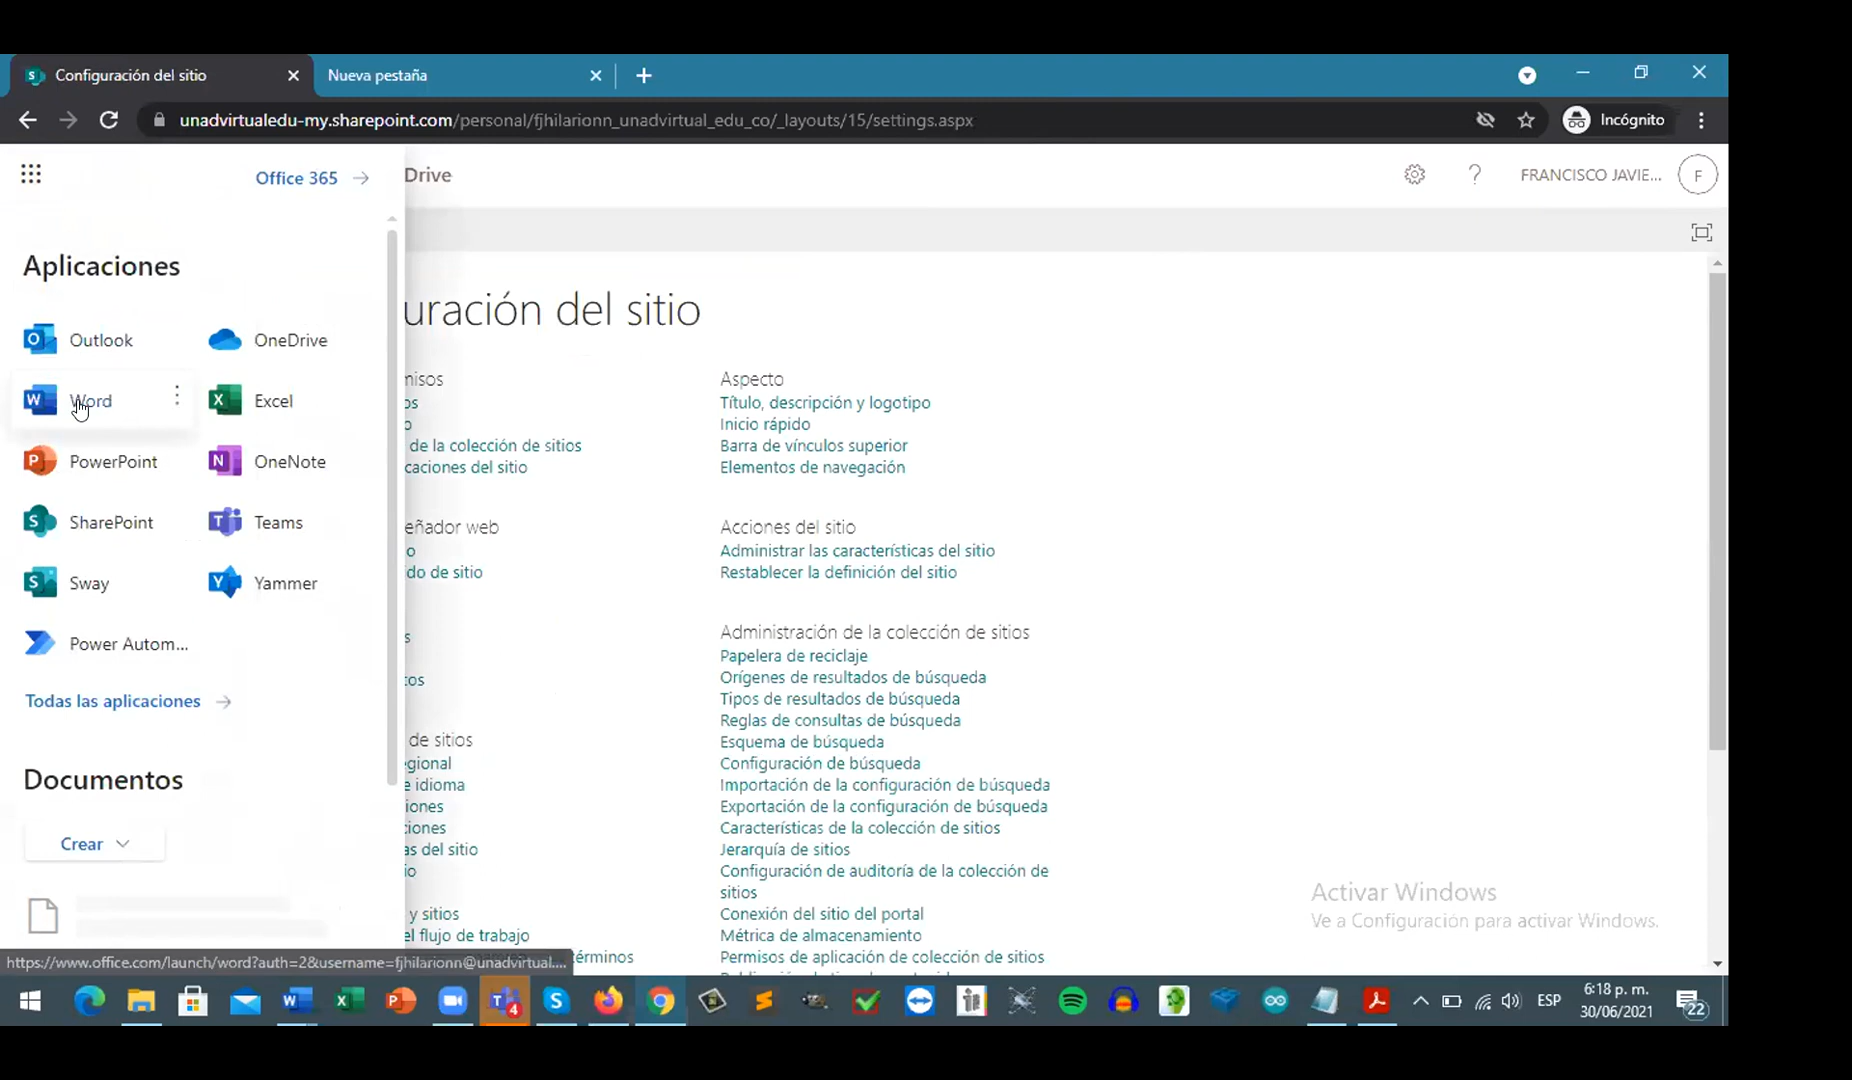 Configuración del sitio
Nueva pestaña
unadvirtualedu-my.sharepoint.com/personal/fjhilarionn_unadvirtual_edu_co/_layouts/15/settings.aspx
Incógnito
Office 365
Drive
FRANCISCO JAVIE...
F
Aplicaciones
Outlook
OneDrive
Word
Excel
PowerPoint
OneNote
SharePoint
Teams
Sway
Yammer
Power Autom...
Todas las aplicaciones
Documentos
Crear
uración del sitio
misos
os
o
de la colección de sitios
caciones del sitio
eñador web
o
do de sitio
s
tos
de sitios
egional
e idioma
iones
ciones
as del sitio
io
y sitios
el flujo de trabajo
términos
Aspecto
Título, descripción y logotipo
Inicio rápido
Barra de vínculos superior
Elementos de navegación
Acciones del sitio
Administrar las características del sitio
Restablecer la definición del sitio
Administración de la colección de sitios
Papelera de reciclaje
Orígenes de resultados de búsqueda
Tipos de resultados de búsqueda
Reglas de consultas de búsqueda
Esquema de búsqueda
Configuración de búsqueda
Importación de la configuración de búsqueda
Exportación de la configuración de búsqueda
Características de la colección de sitios
Jerarquía de sitios
Configuración de auditoría de la colección de
sitios
Conexión del sitio del portal
Métrica de almacenamiento
Permisos de aplicación de colección de sitios
Activar Windows
Ve a Configuración para activar Windows.
https://www.office.com/launch/word?auth=2&username=fjhilarionn@unadvirtual....
4
ESP
6:18 p. m.
30/06/2021
22